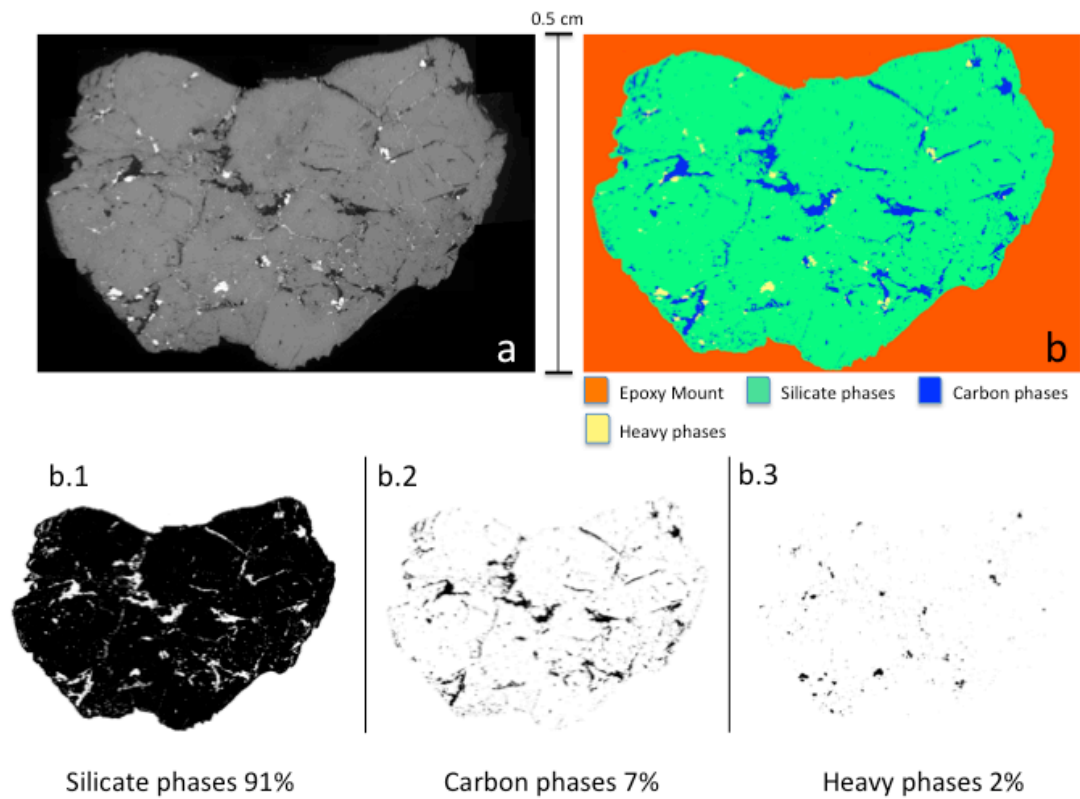 0.5 cm
a
b
Epoxy Mount
Silicate phases
Carbon phases
Heavy phases
b.1
b.2
b.3
Silicate phases 91%
Carbon phases 7%
Heavy phases 2%